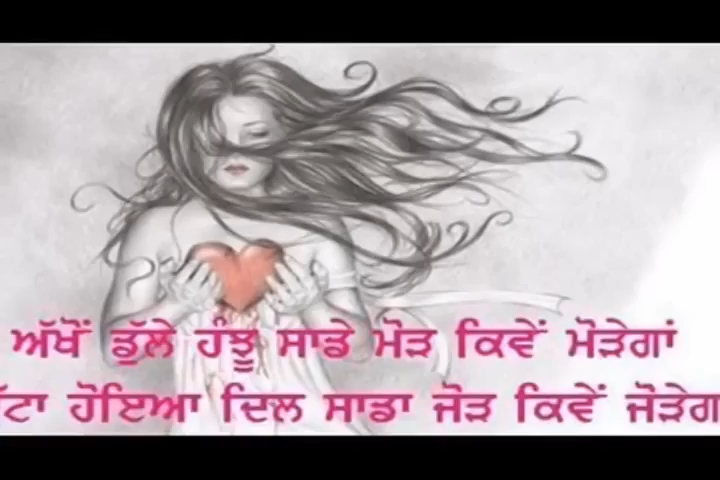 ਅੱਖੋਂ ਡੁੱਲੇ ਹੰਝੂ ਸਾਡੇ ਮੋੜ ਕਿਵੇਂ ਮੋੜੇਗਾਂ
ਹੋਇਆ ਦਿਲ ਸਾਡਾ ਜੋੜ ਕਿਵੇਂ